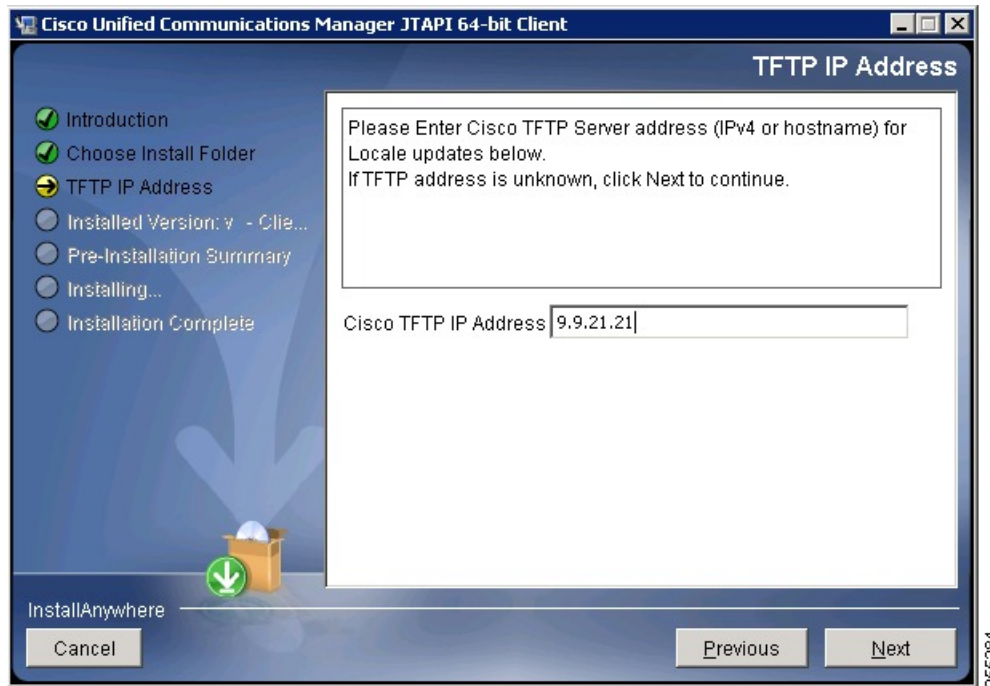 Cisco Unified Communications Manager JTAPI 64-bit Client
TFTP IP Address
Introduction
Choose Install Folder
TFTP IP Address
Installed Version: v - Clie...
Pre-Installation Summary
Installing...
Installation Complete
Please Enter Cisco TFTP Server address (IPv4 or hostname) for
Locale updates below.
If TFTP address is unknown, click Next to continue.
Cisco TFTP IP Address 9.9.21.21
InstallAnywhere
Cancel
Previous
Next